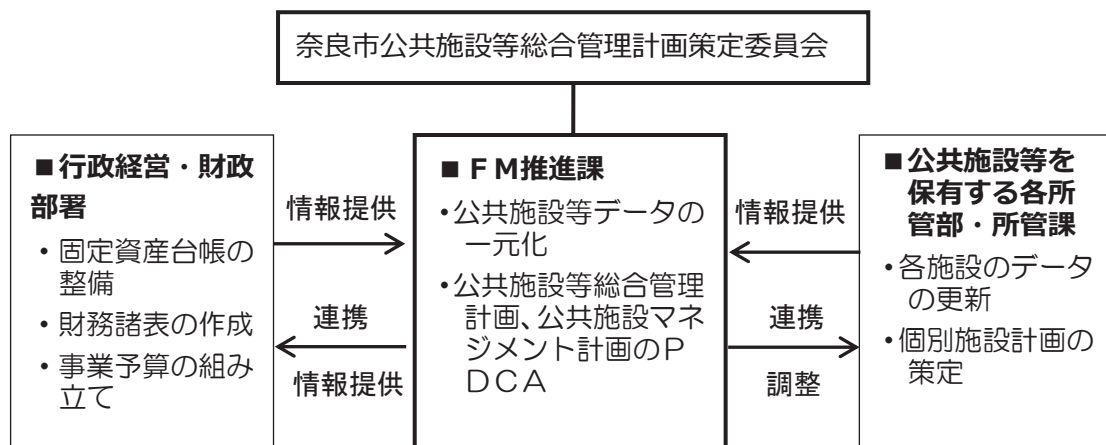 奈良市公共施設等総合管理計画策定委員会
■行政経営・財政
部署
・固定資産台帳の
整備
・財務諸表の作成
・事業予算の組み
立て
情報提供
連携
情報提供
■ＦＭ推進課
・公共施設等データの
一元化
・公共施設等総合管理
計画、公共施設マネ
ジメント計画のＰ
ＤＣＡ
情報提供
連携
調整
■公共施設等を
保有する各所
管部・所管課
・各施設のデータ
の更新
・個別施設計画の
策定